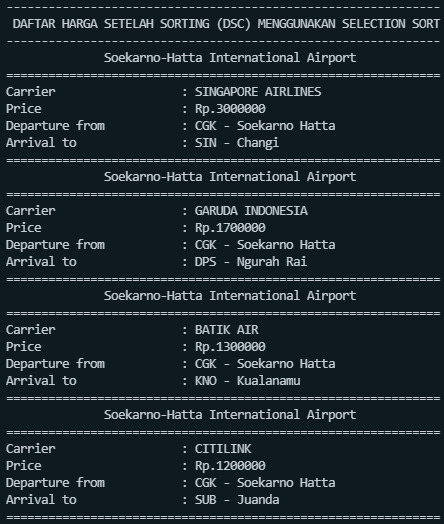 ------------------------------------------------------------
DAFTAR HARGA SETELAH SORTING (DSC) MENGGUNAKAN SELECTION SORT
------------------------------------------------------------
Soekarno-Hatta International Airport
============================================================
Carrier : SINGAPORE AIRLINES
Price : Rp.3000000
Departure from : CGK - Soekarno Hatta
Arrival to : SIN - Changi
============================================================
Soekarno-Hatta International Airport
============================================================
Carrier : GARUDA INDONESIA
Price : Rp.1700000
Departure from : CGK - Soekarno Hatta
Arrival to : DPS - Ngurah Rai
============================================================
Soekarno-Hatta International Airport
============================================================
Carrier : BATIK AIR
Price : Rp.1300000
Departure from : CGK - Soekarno Hatta
Arrival to : KNO - Kualanamu
============================================================
Soekarno-Hatta International Airport
============================================================
Carrier : CITILINK
Price : Rp.1200000
Departure from : CGK - Soekarno Hatta
Arrival to : SUB - Juanda
============================================================